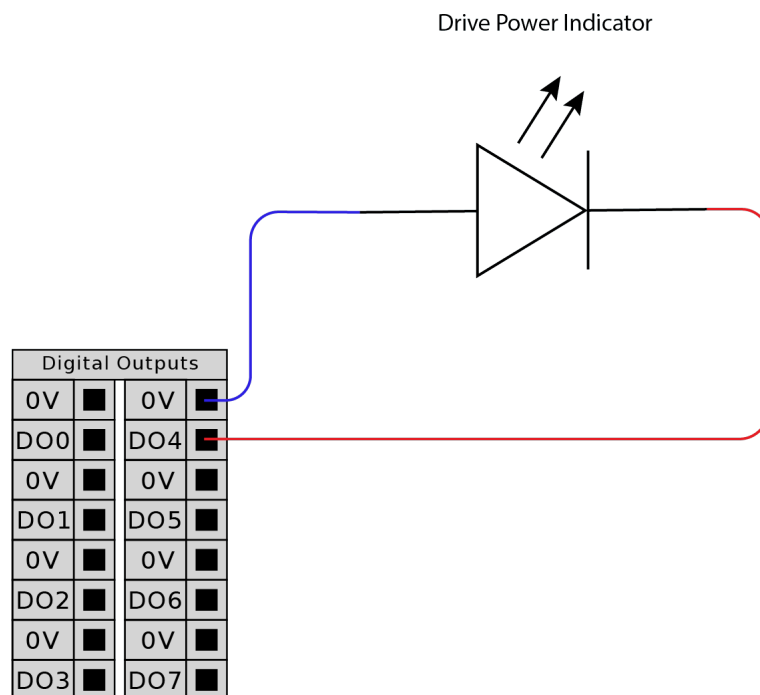 Drive Power Indicator
Digital Outputs
0V 0V
DO0 DO4
0V 0V
DO1 DO5
0V 0V
DO2 DO6
0V 0V
DO3 DO7